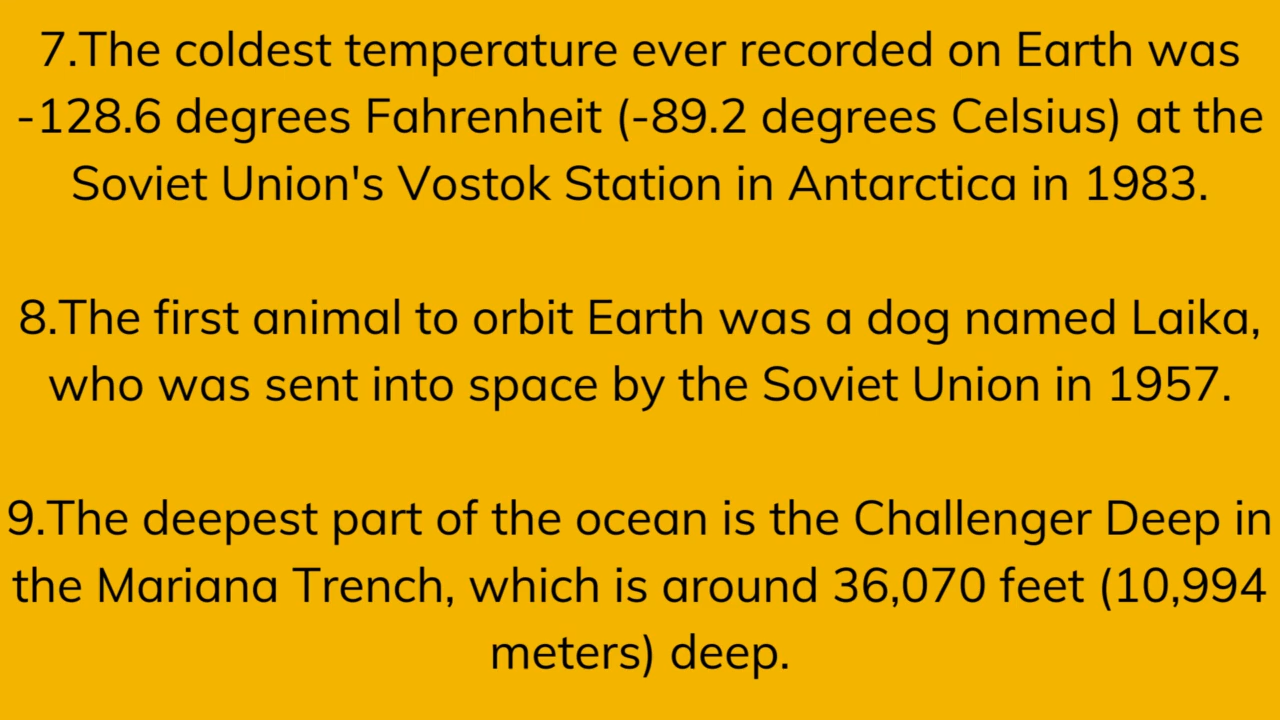 7.The coldest temperature ever recorded on Earth was
-128.6 degrees Fahrenheit (-89.2 degrees Celsius) at the
Soviet Union's Vostok Station in Antarctica in 1983.
8.The first animal to orbit Earth was a dog named Laika,
who was sent into space by the Soviet Union in 1957.
9.The deepest part of the ocean is the Challenger Deep in
the Mariana Trench, which is around 36,070 feet (10,994
meters) deep.